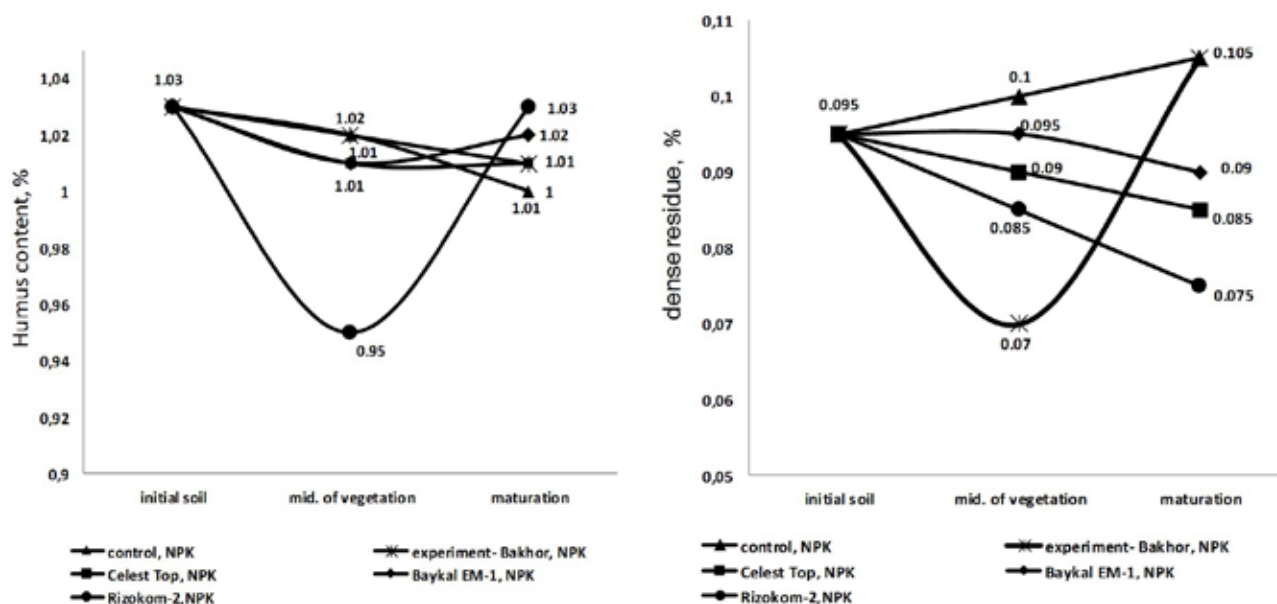 Humus content, %
1,04
1,02
1
0,98
0,96
0,94
0,92
0,9
1.03
1.02
1.01
1.01
0.95
1.03
1.02
1.01
1
1.01
initial soil
mid. of vegetation
maturation
control, NPK
experiment- Bakhor, NPK
Celest Top, NPK
Baykal EM-1, NPK
Rizokom-2,NPK
dense residue, %
0,11
0,1
0,09
0,08
0,07
0,06
0,05
0.095
0.1
0.095
0.09
0.085
0.07
0.105
0.09
0.085
0.075
initial soil
mid. of vegetation
maturation
control, NPK
experiment- Bakhor, NPK
Celest Top, NPK
Baykal EM-1, NPK
Rizokom-2,NPK